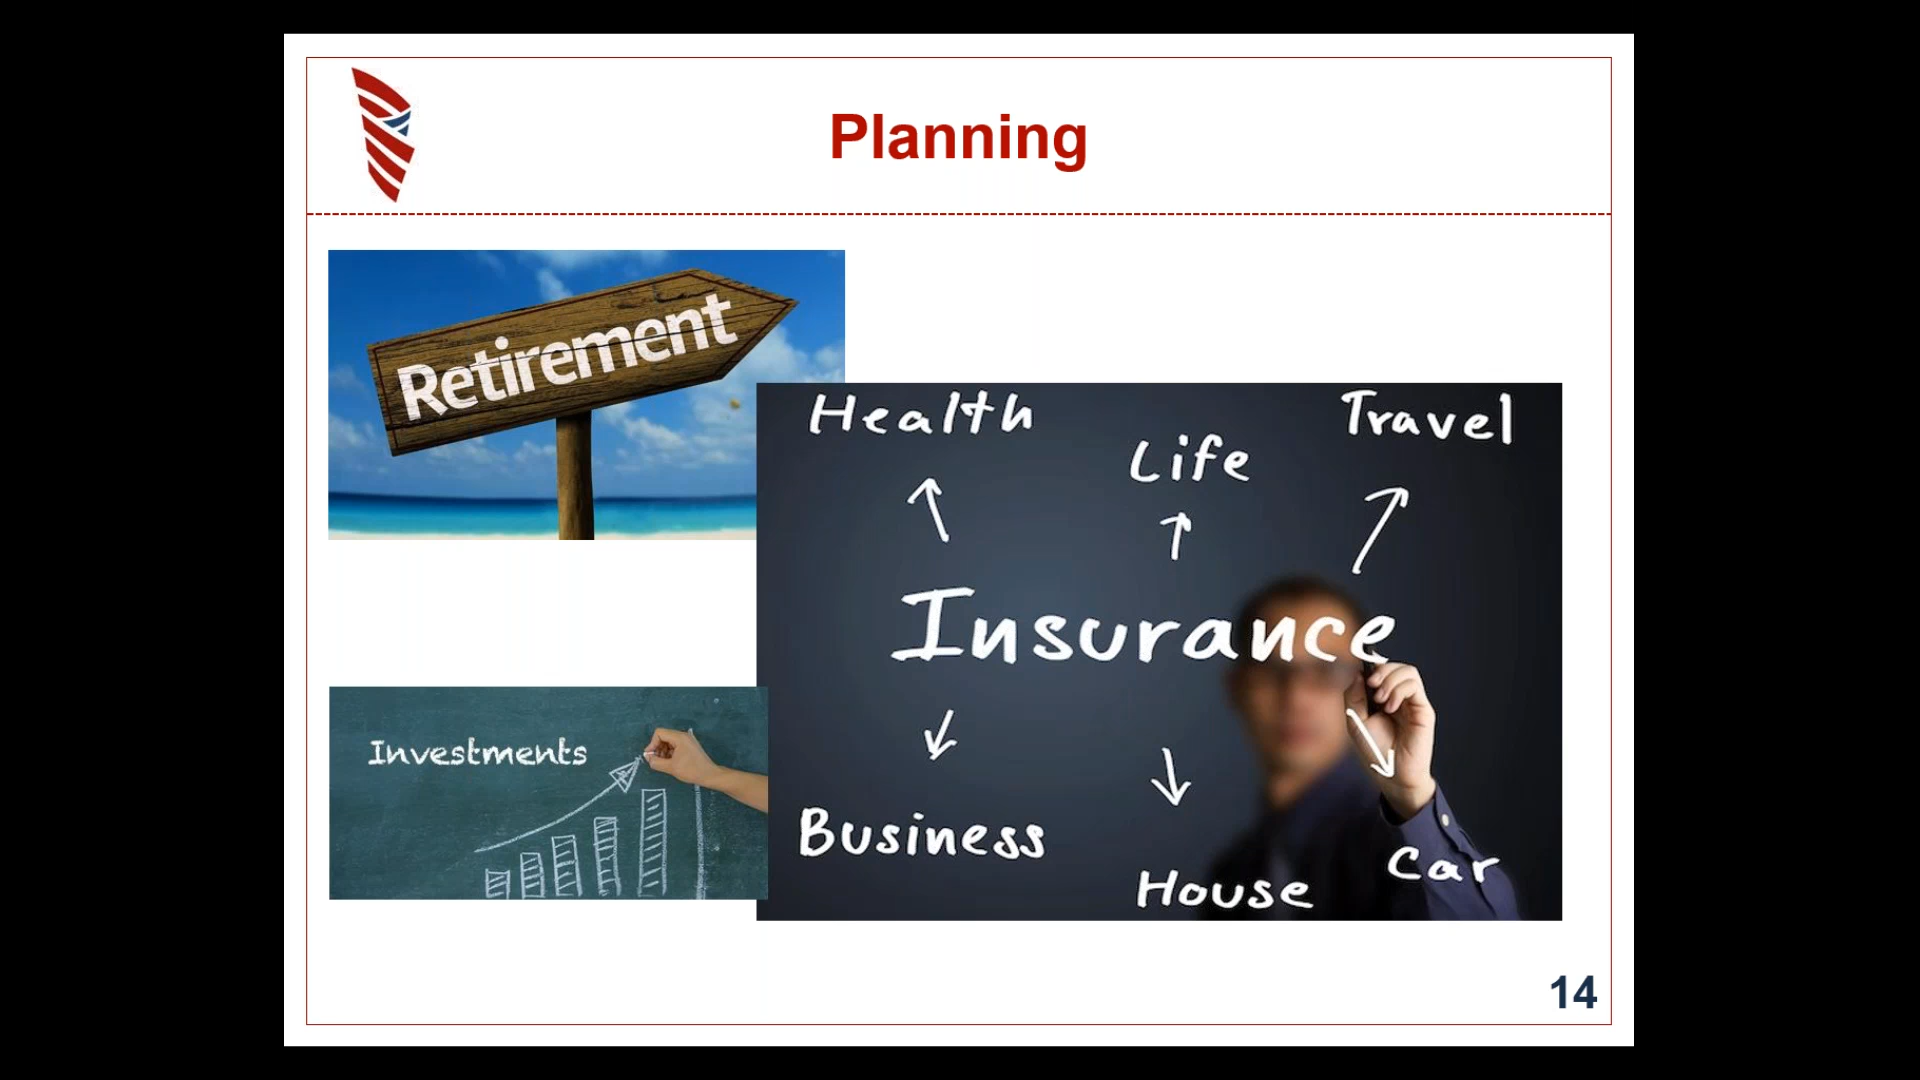 Planning
Retirement
Health
Life
Travel
Insurance
Business
House
Car
Investments
14